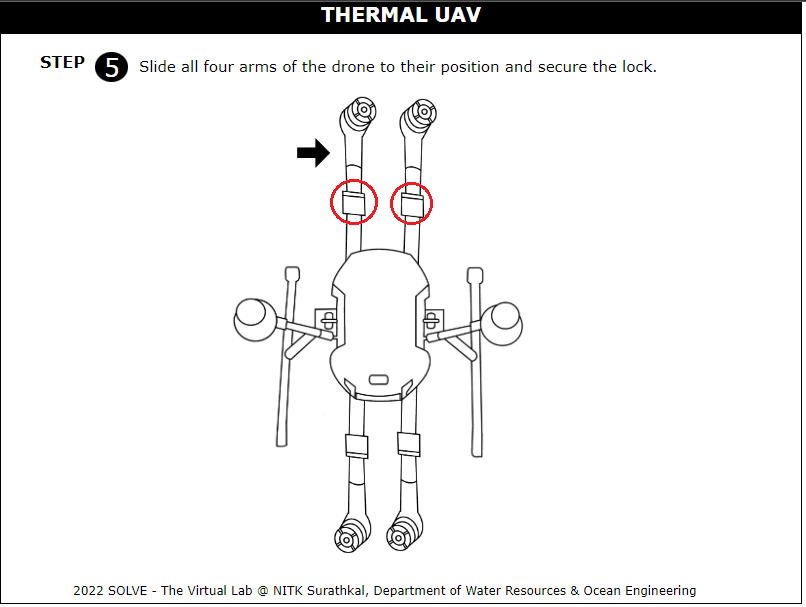 THERMAL UAV
STEP 5 Slide all four arms of the drone to their position and secure the lock.
2022 SOLVE - The Virtual Lab @ NITK Surathkal, Department of Water Resources & Ocean Engineering